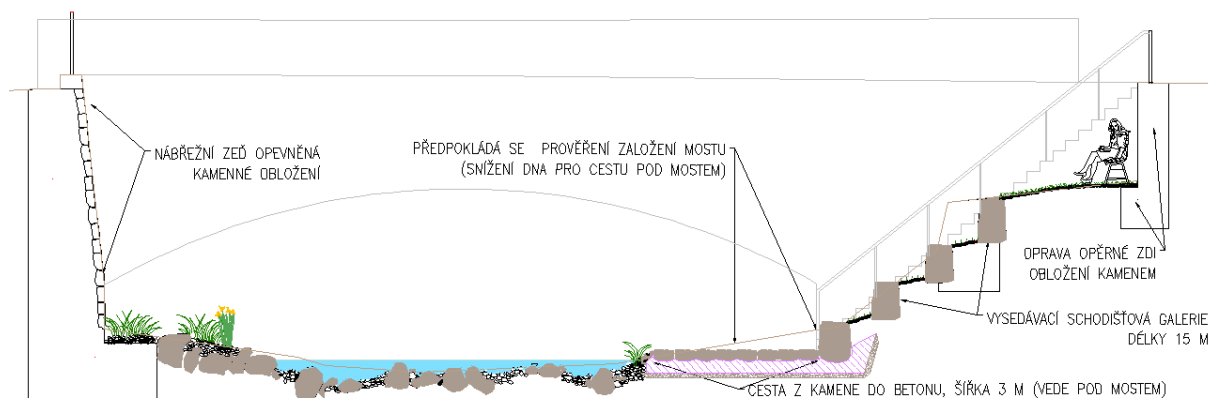 NÁBŘEŽNÍ ZEĎ OPEVNĚNÁ
KAMENNÉ OBLOŽENÍ
PŘEDPOKLÁDÁ SE PROVĚŘENÍ ZALOŽENÍ MOSTU
(SNÍŽENÍ DNA PRO CESTU POD MOSTEM)
OPRAVA OPĚRNÉ ZDI
OBLOŽENÍ KAMENEM
VYSEDÁVACÍ SCHODIŠŤOVÁ GALERIE
DÉLKY 15 M
CESTA Z KAMENE DO BETONU, ŠÍŘKA 3 M (VEDE POD MOSTEM)